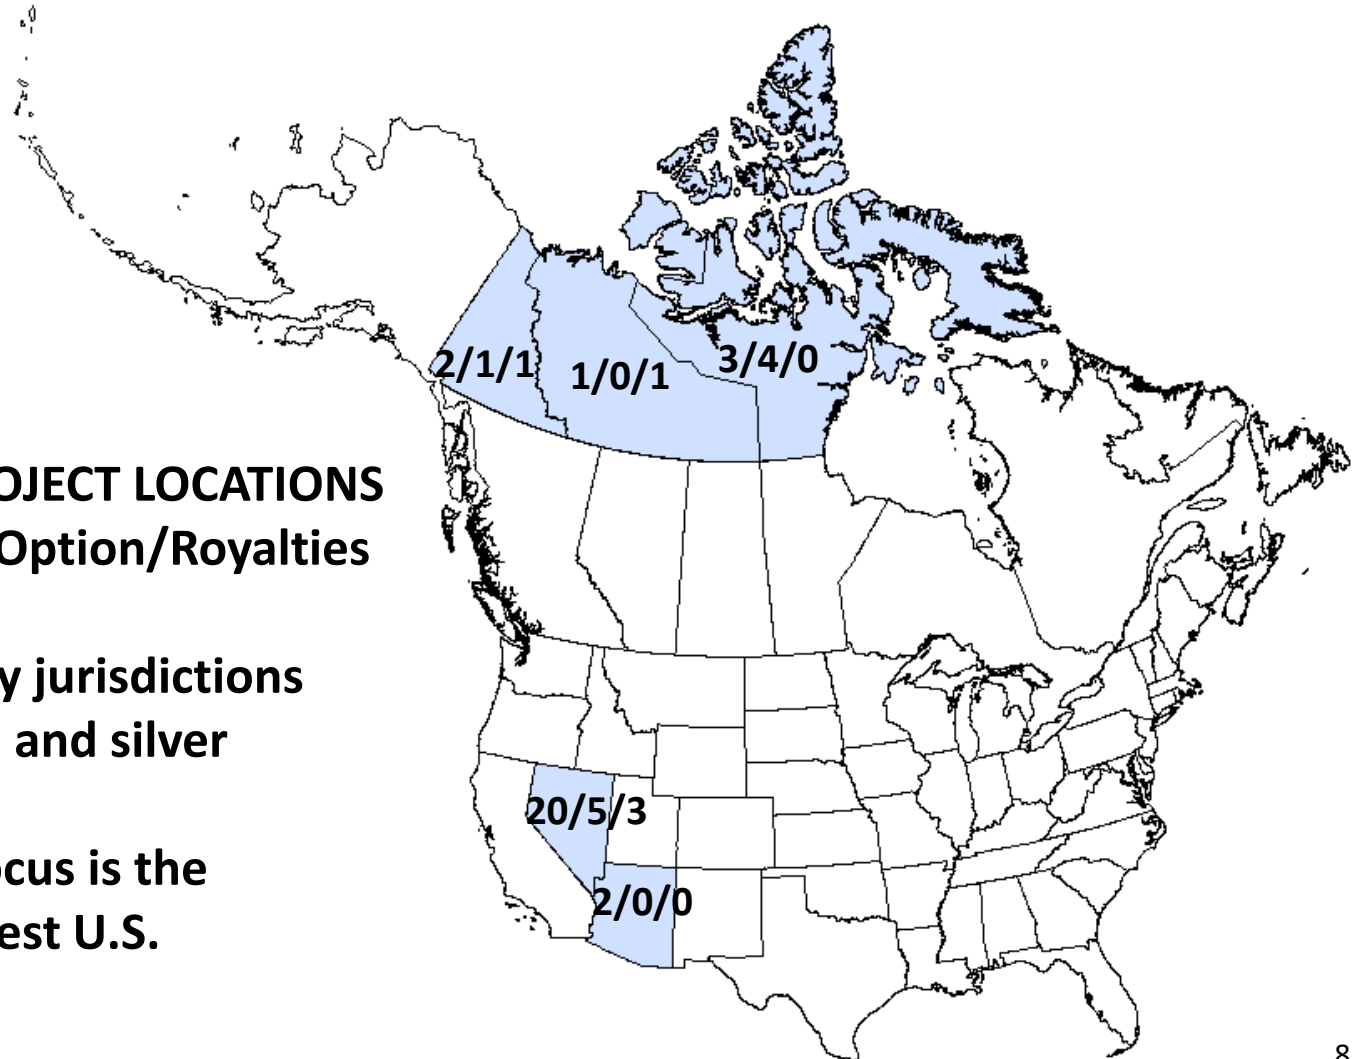 2/1/1
1/0/1
3/4/0
OJECT LOCATIONS
Option/Royalties
y jurisdictions
and silver
20/5/3
ocus is the
2/0/0
est U.S.
8